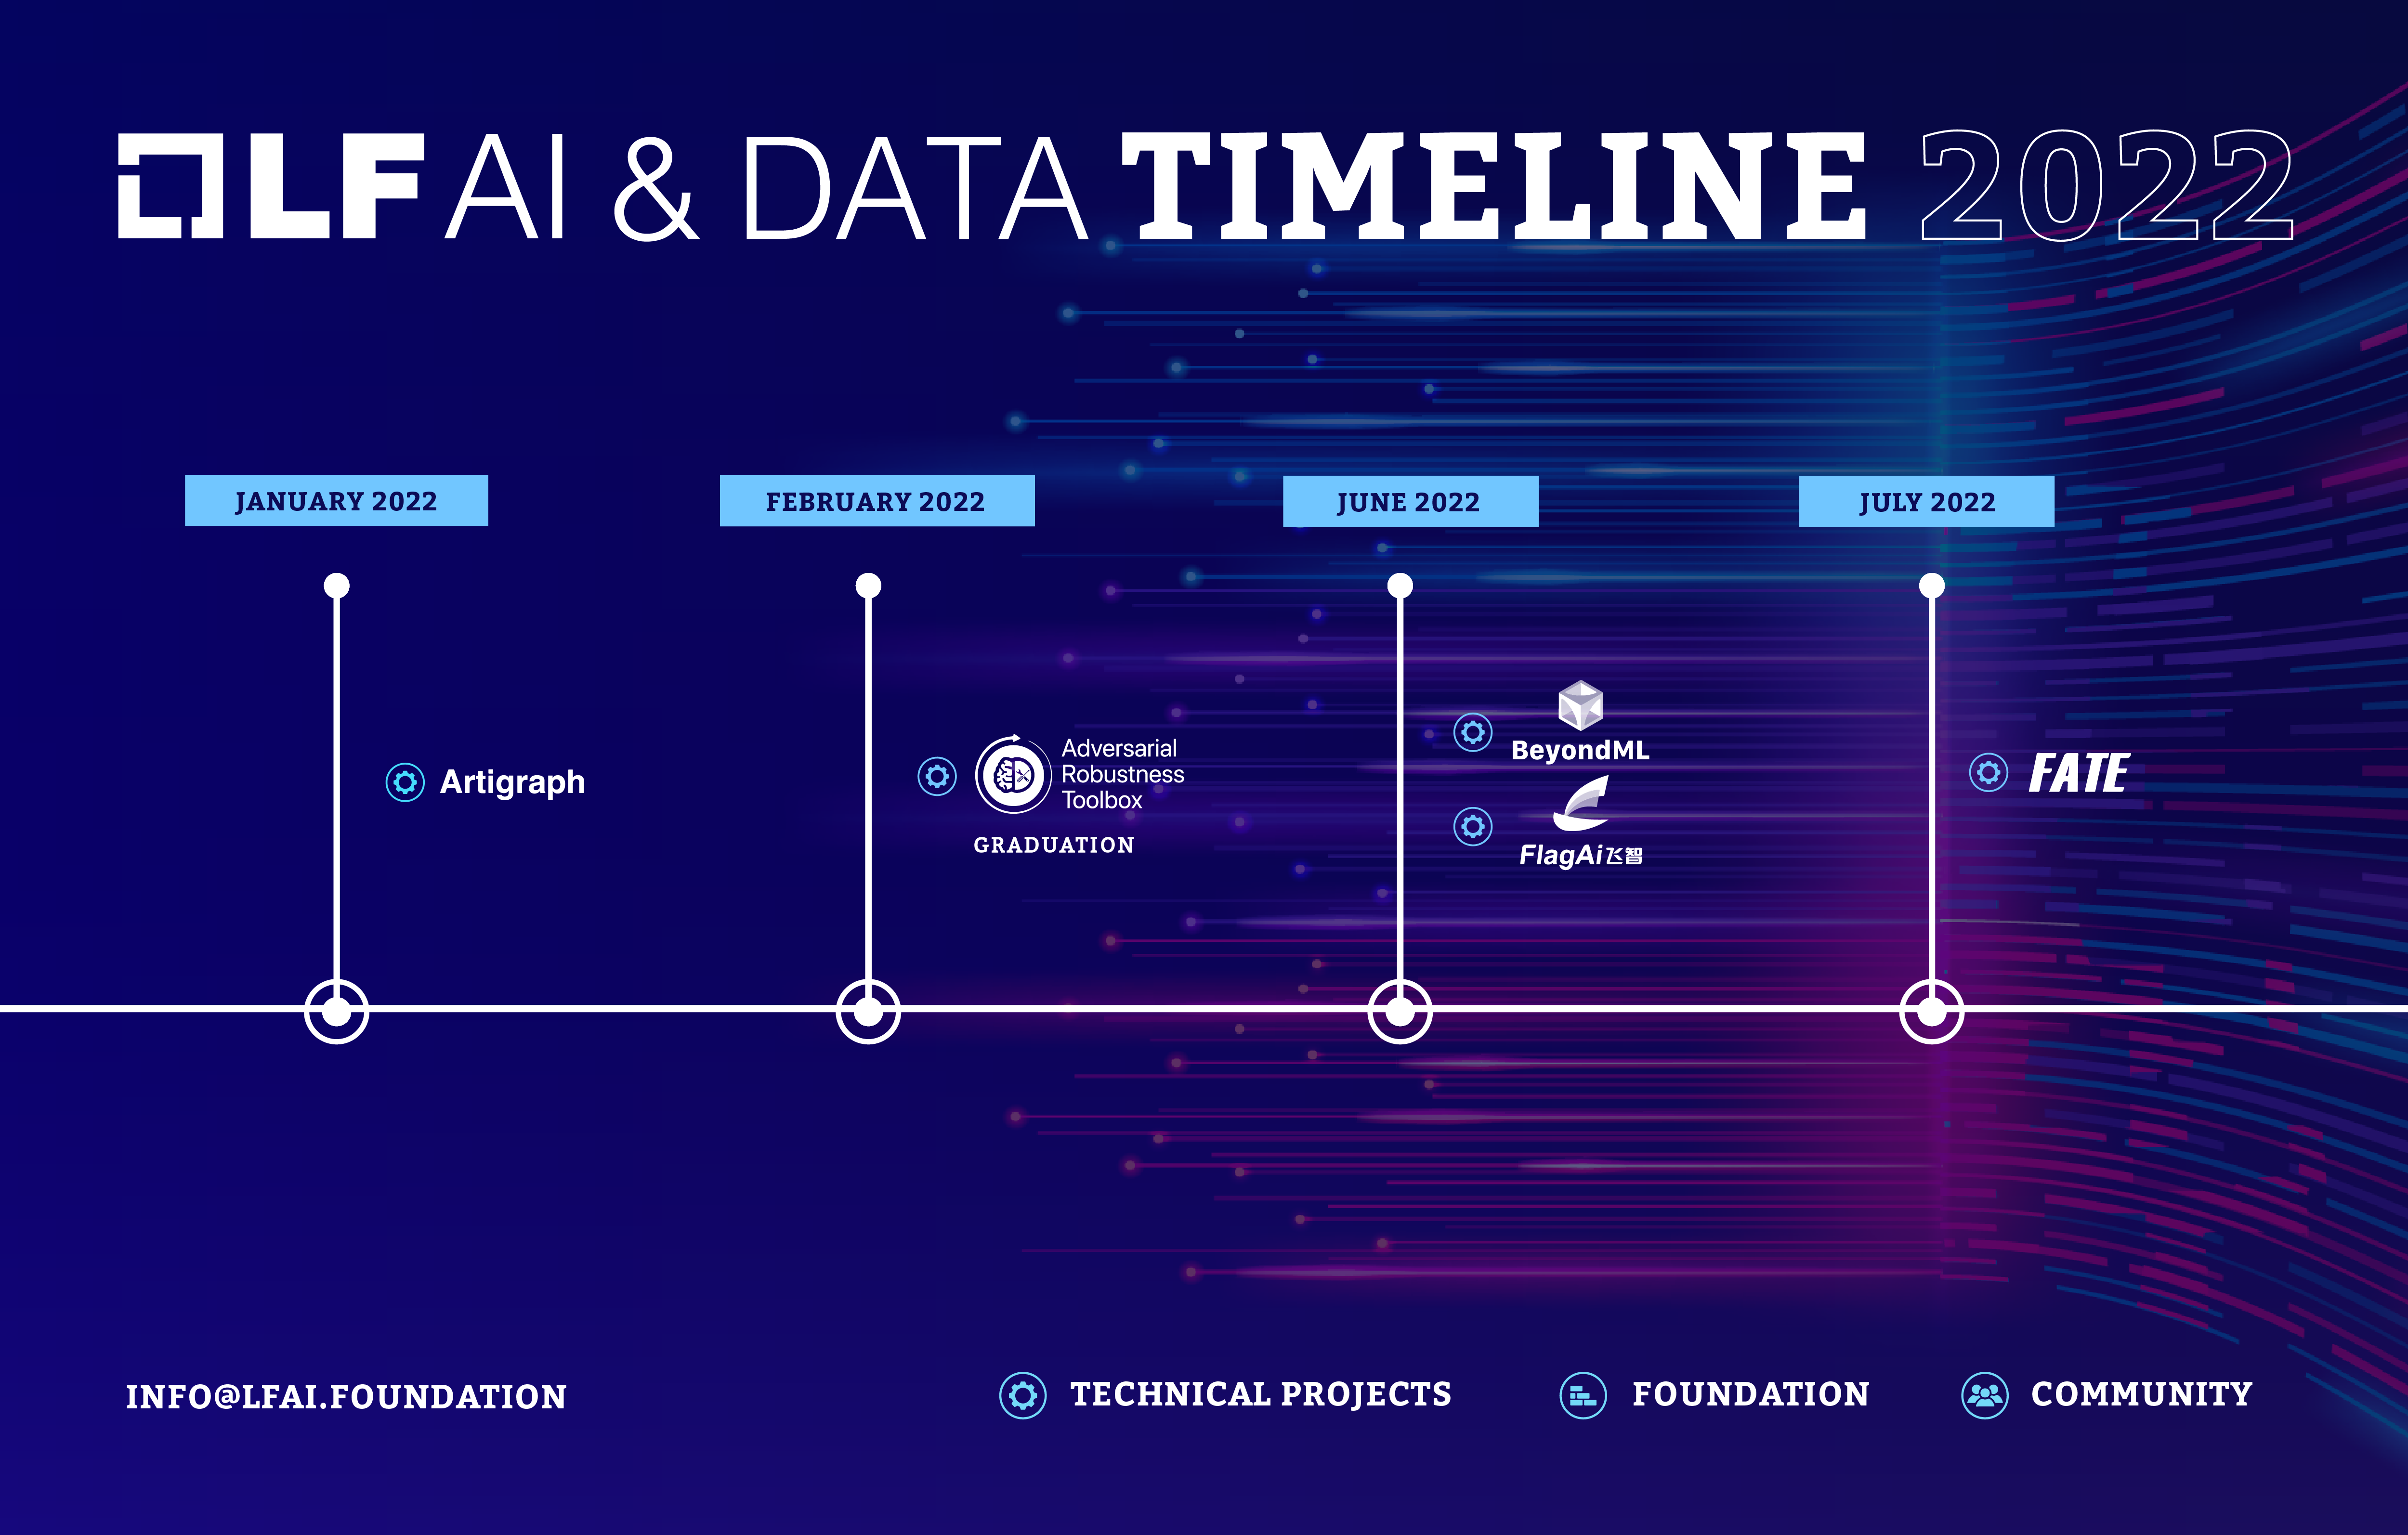 LF AI & DATA TIMELINE 2022
JANUARY 2022
FEBRUARY 2022
JUNE 2022
JULY 2022
Artigraph
Adversarial
Robustness
Toolbox
GRADUATION
BeyondML
FlagAi飞智
FATE
INFO@LFAI.FOUNDATION
TECHNICAL PROJECTS
FOUNDATION
COMMUNITY